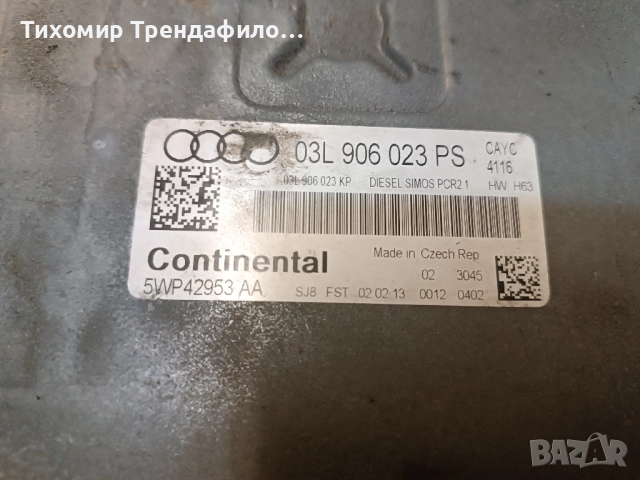 Тихомир Трендафило...
03L 906 023 PS
CAYC
4116
03L 906 023 KP DIESEL SIMOS PCR2 1 HW H63
Continental
Made in Czech Rep
02 3045
5WP42953 AA SJ8 FST 02 02 13 0012 0402
BAZAR